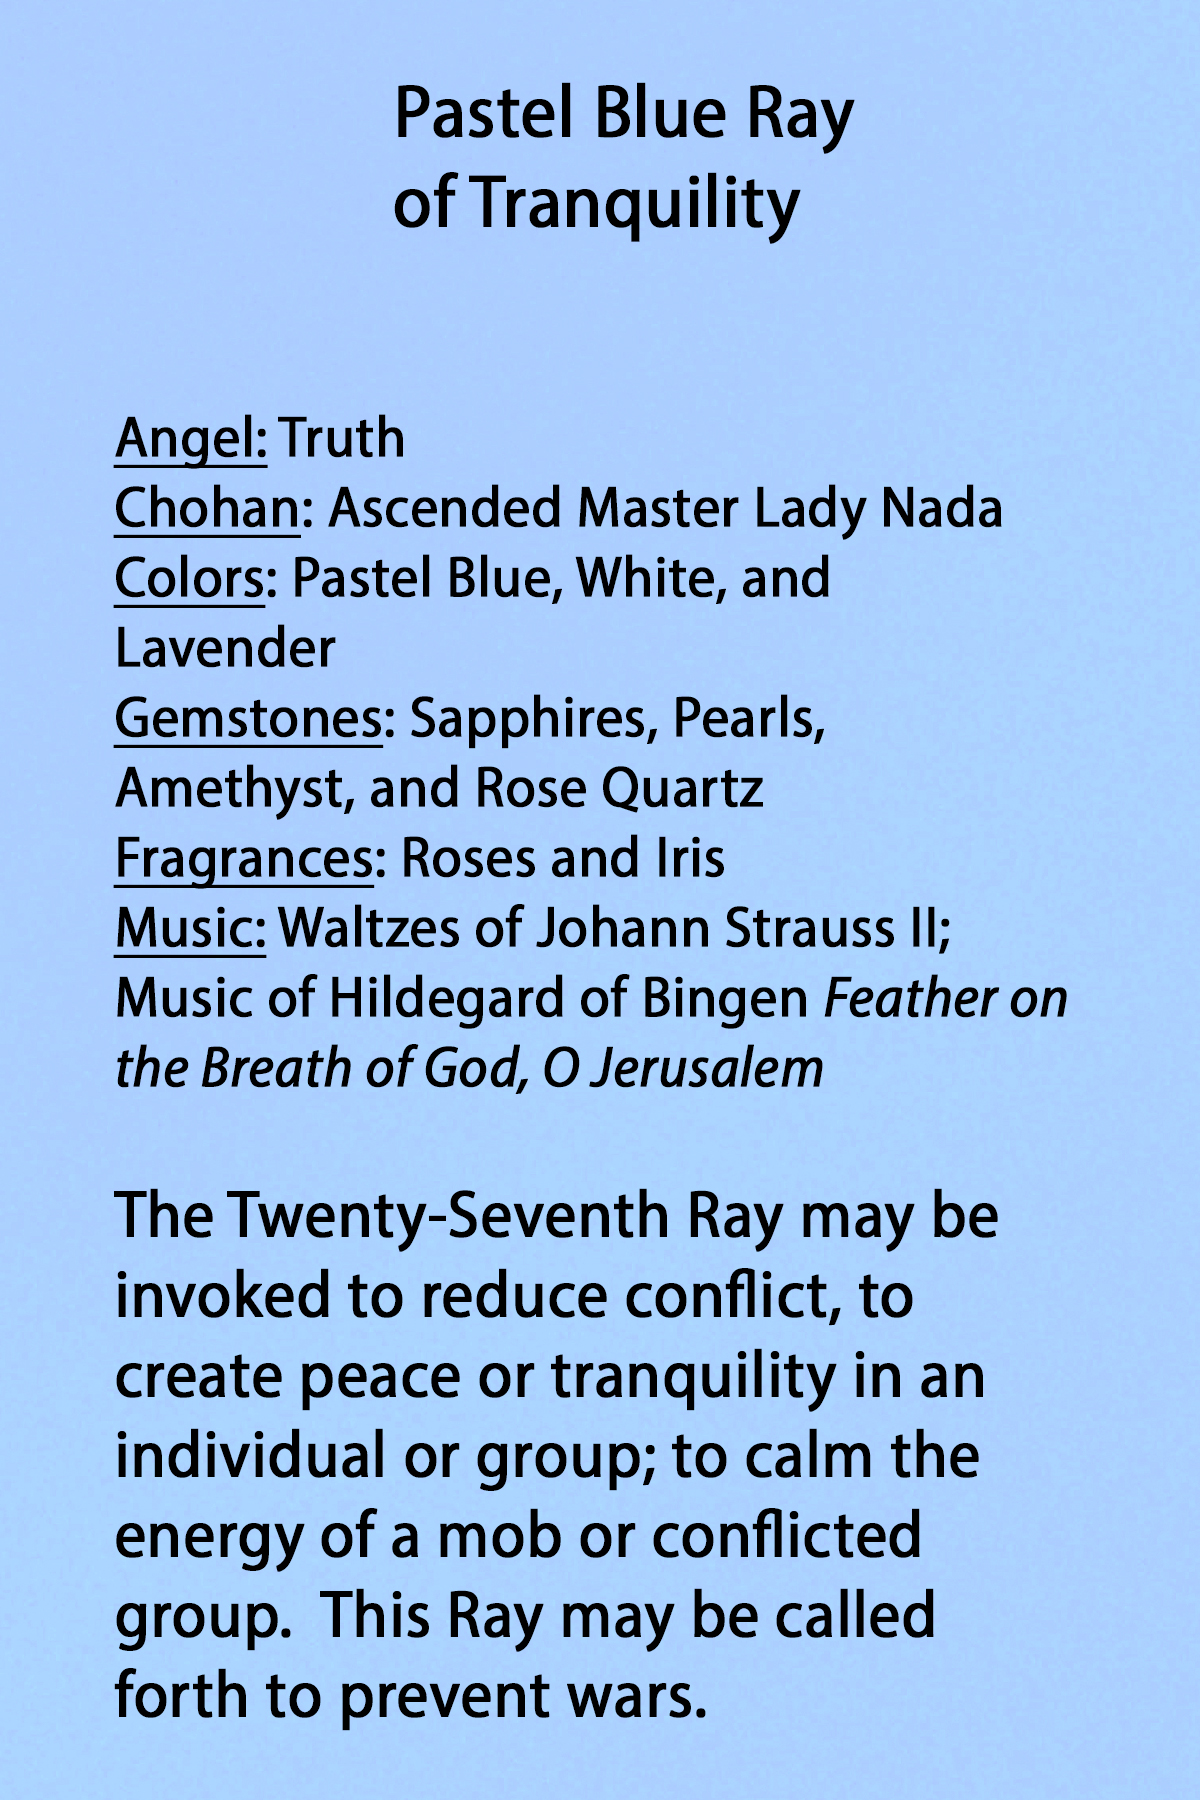 Pastel Blue Ray
of Tranquility
Angel: Truth
Chohan: Ascended Master Lady Nada
Colors: Pastel Blue, White, and
Lavender
Gemstones: Sapphires, Pearls,
Amethyst, and Rose Quartz
Fragrances: Roses and Iris
Music: Waltzes of Johann Strauss II;
Music of Hildegard of Bingen Feather on
the Breath of God, O Jerusalem
The Twenty-Seventh Ray may be
invoked to reduce conflict, to
create peace or tranquility in an
individual or group; to calm the
energy of a mob or conflicted
group.  This Ray may be called
forth to prevent wars.